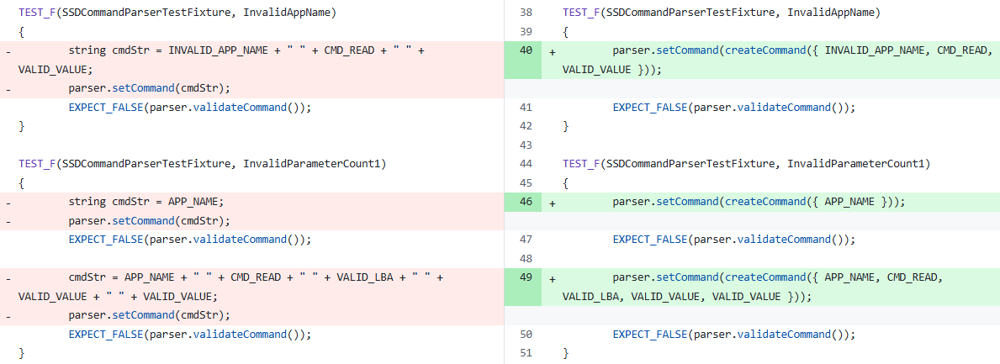 TEST_F(SSDCommandParserTestFixture, InvalidAppName)
{
- string cmdStr = INVALID_APP_NAME + " " + CMD_READ + " " +
VALID_VALUE;
- parser.setCommand(cmdStr);
EXPECT_FALSE(parser.validateCommand());
}
TEST_F(SSDCommandParserTestFixture, InvalidParameterCount1)
{
- string cmdStr = APP_NAME;
- parser.setCommand(cmdStr);
EXPECT_FALSE(parser.validateCommand());
- cmdStr = APP_NAME + " " + CMD_READ + " " + VALID_LBA + " " +
VALID_VALUE + " " + VALID_VALUE;
- parser.setCommand(cmdStr);
EXPECT_FALSE(parser.validateCommand());
}
38 TEST_F(SSDCommandParserTestFixture, InvalidAppName)
39 {
40 + parser.setCommand(createCommand({ INVALID_APP_NAME, CMD_READ,
VALID_VALUE }));
41 EXPECT_FALSE(parser.validateCommand());
42 }
43
44 TEST_F(SSDCommandParserTestFixture, InvalidParameterCount1)
45 {
46 + parser.setCommand(createCommand({ APP_NAME }));
47 EXPECT_FALSE(parser.validateCommand());
48
49 + parser.setCommand(createCommand({ APP_NAME, CMD_READ,
VALID_LBA, VALID_VALUE, VALID_VALUE }));
50 EXPECT_FALSE(parser.validateCommand());
51 }